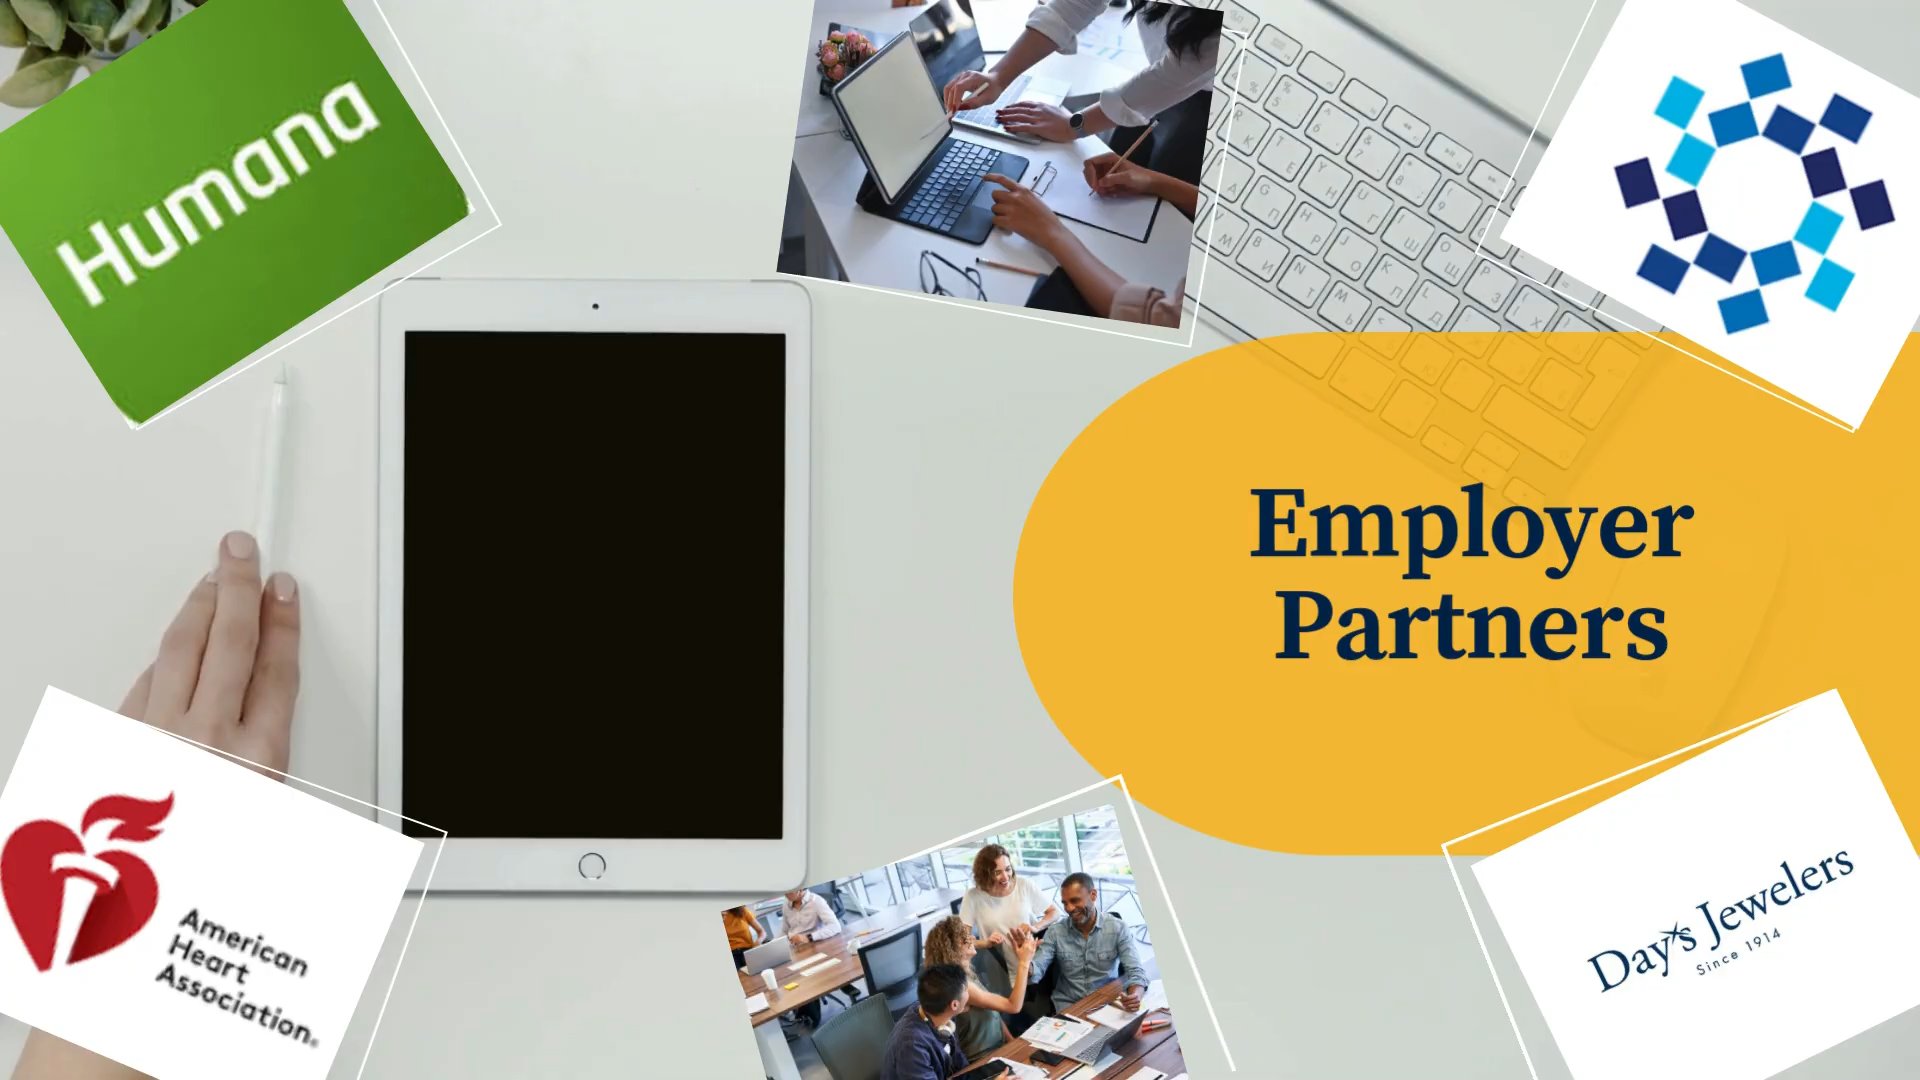 Humana
Employer
Partners
American
Heart
Association®
Day's Jewelers
Since 1914